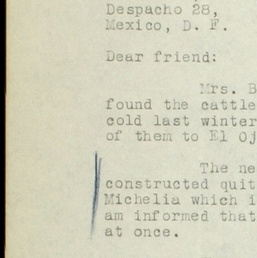 Despacho 28,
Mexico, D. F.
Dear friend:
Mrs. B
found the cattle
cold last winter
of them to El Oj
The ne
constructed quit
Michelia which i
am informed that
at once.